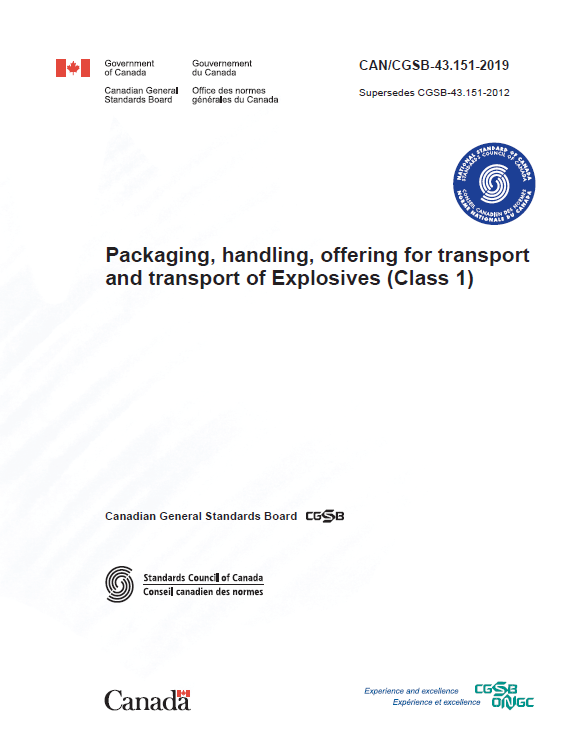 Government
of Canada
Gouvernement
du Canada
Canadian General
Standards Board
Office des normes
générales du Canada
CAN/CGSB-43.151-2019
Supersedes CGSB-43.151-2012
NATIONAL STANDARD OF CANADA
STANDARDS COUNCIL OF CANADA
CONSEIL CANADIEN DES NORMES
NORME NATIONALE DU CANADA
Packaging, handling, offering for transport
and transport of Explosives (Class 1)
Canadian General Standards Board CGSB
Standards Council of Canada
Conseil canadien des normes
Canada
Experience and excellence
Expérience et excellence
CGSB
ONGC